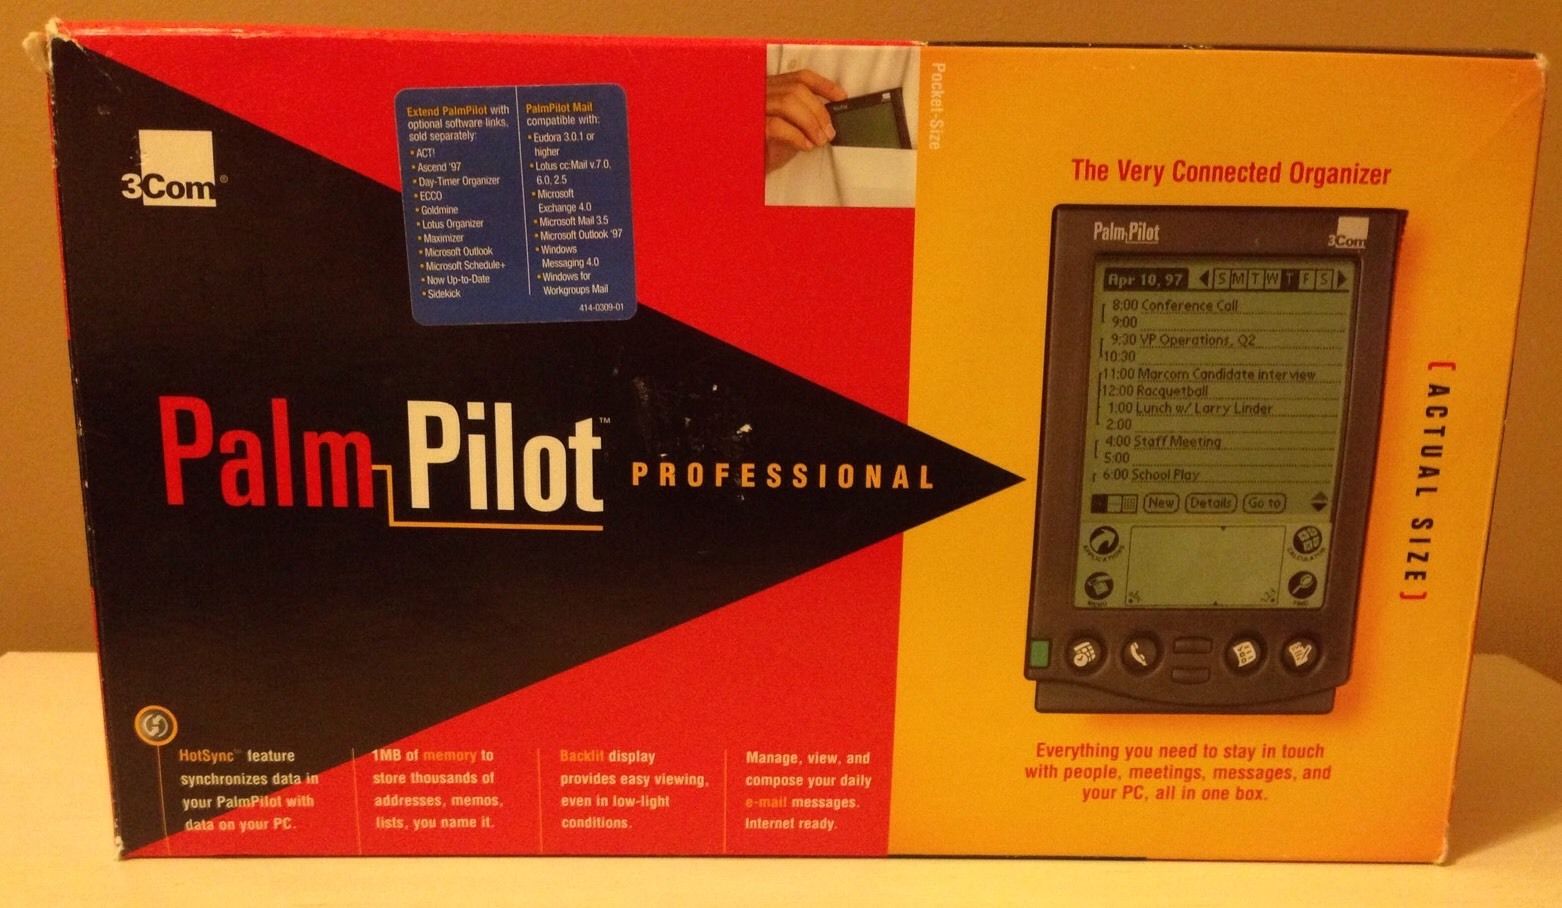 3Com®
Extend PalmPilot with
optional software links,
sold separately:
• ACT!
• Ascend '97
• Day-Timer Organizer
• ECCO
• Goldmine
• Lotus Organizer
• Maximizer
• Microsoft Outlook
• Microsoft Schedule+
• Now Up-to-Date
• Sidekick
PalmPilot Mail
compatible with:
• Eudora 3.0.1 or
higher
• Lotus cc:Mail v.7.0,
6.0, 2.5
• Microsoft
Exchange 4.0
• Microsoft Mail 3.5
• Microsoft Outlook '97
• Windows
Messaging 4.0
• Windows for
Workgroups Mail
414-0309-01
Pocket-Size
PalmPilot™ PROFESSIONAL
HotSync™ feature
synchronizes data in
your PalmPilot with
data on your PC.
1MB of memory to
store thousands of
addresses, memos,
lists, you name it.
Backlit display
provides easy viewing,
even in low-light
conditions.
Manage, view, and
compose your daily
e-mail messages.
Internet ready.
The Very Connected Organizer
PalmPilot
3Com
Apr 10, 97 S M T W T F S
8:00 Conference Call
9:00
9:30 VP Operations, Q2
10:30
11:00 Marcom Candidate interview
12:00 Racquetball
1:00 Lunch w/ Larry Linder
2:00
4:00 Staff Meeting
5:00
6:00 School Play
New Details Go to
APPLICATIONS
CALCULATOR
MENU
FIND
[ACTUAL SIZE]
Everything you need to stay in touch
with people, meetings, messages, and
your PC, all in one box.